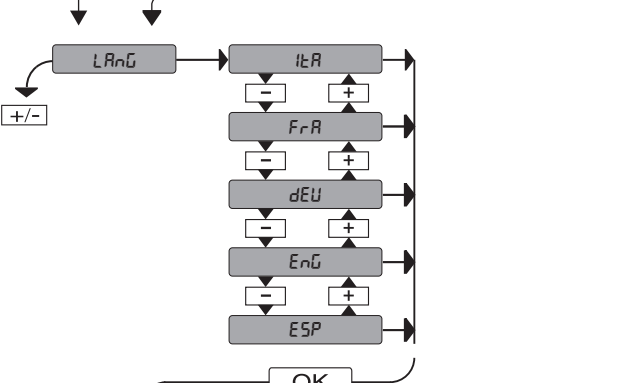 LAnG
ItA
- +
+/-
FrA
- +
dEU
- +
EnG
- +
ESP
OK